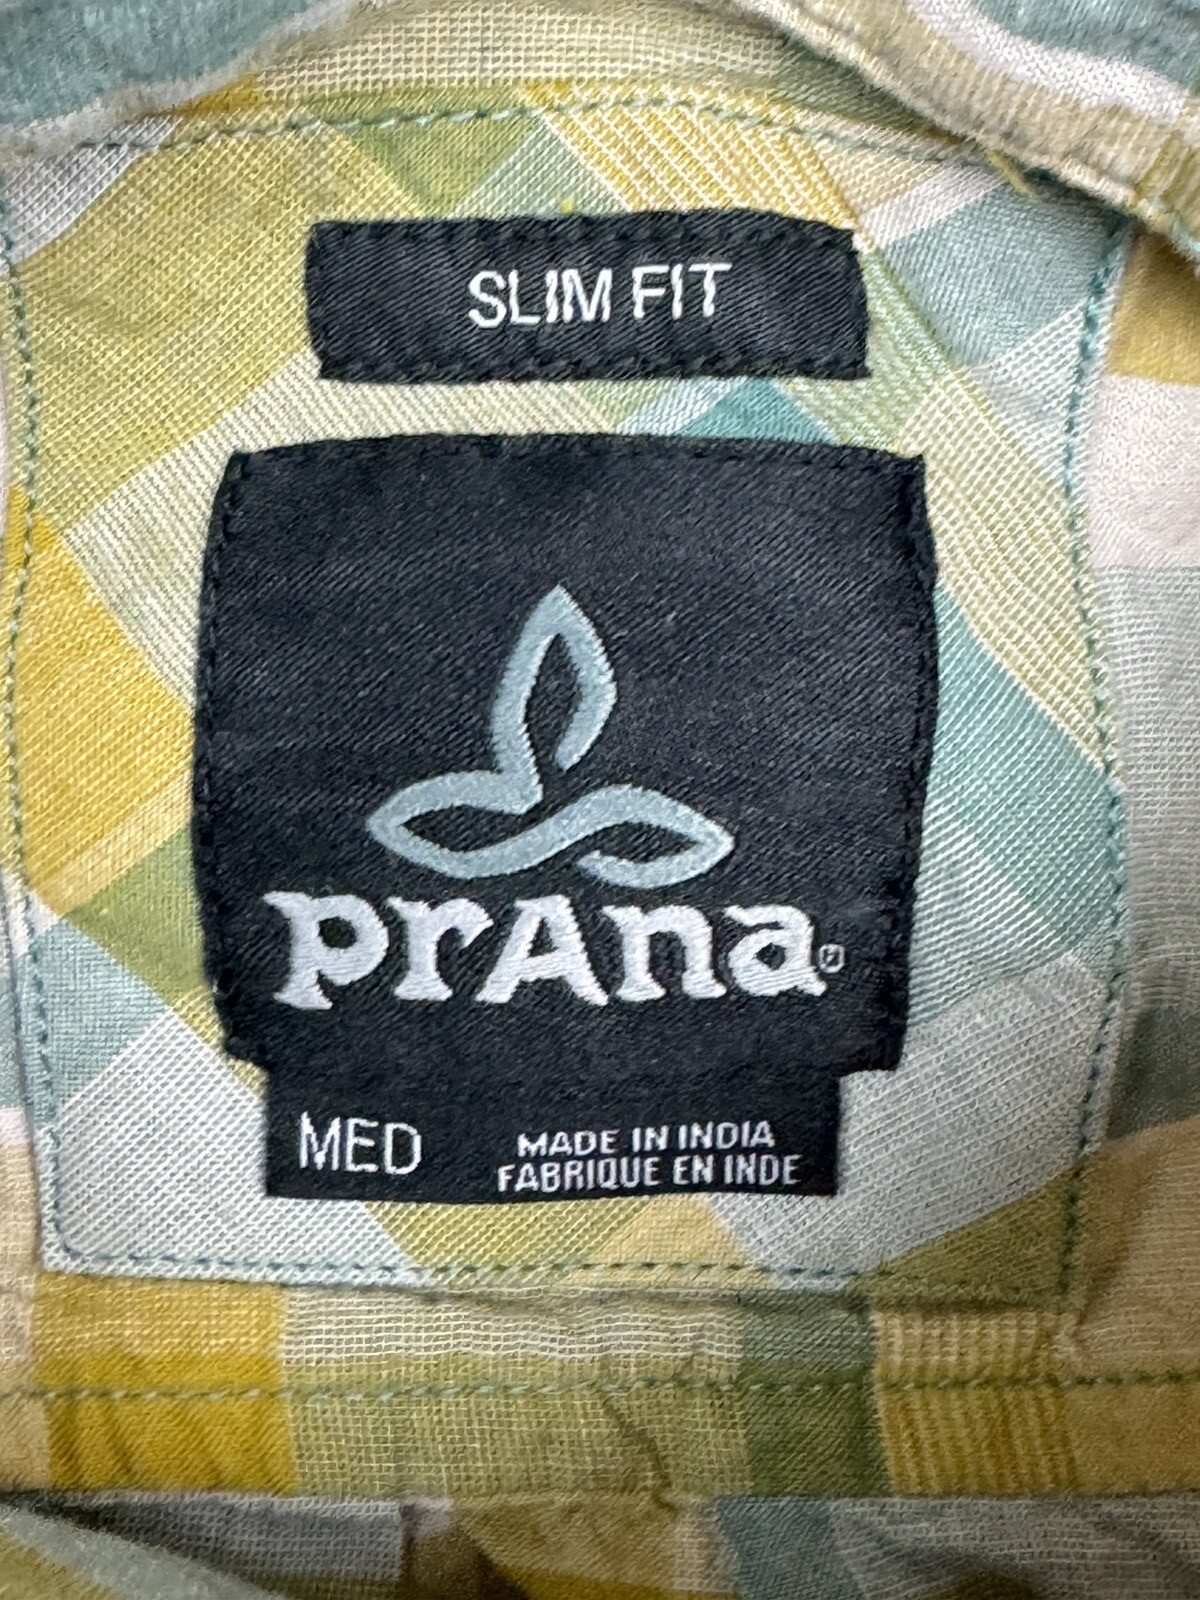 SLIM FIT
prAna®
MED
MADE IN INDIA
FABRIQUE EN INDE